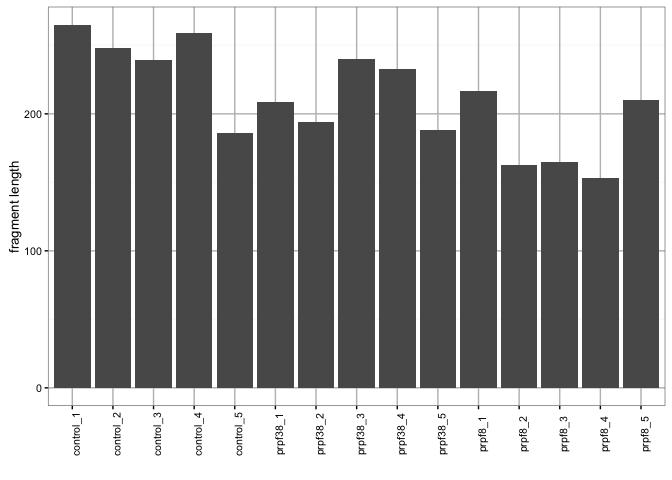 200
100
0
fragment length
control_1
control_2
control_3
control_4
control_5
prpf38_1
prpf38_2
prpf38_3
prpf38_4
prpf38_5
prpf8_1
prpf8_2
prpf8_3
prpf8_4
prpf8_5